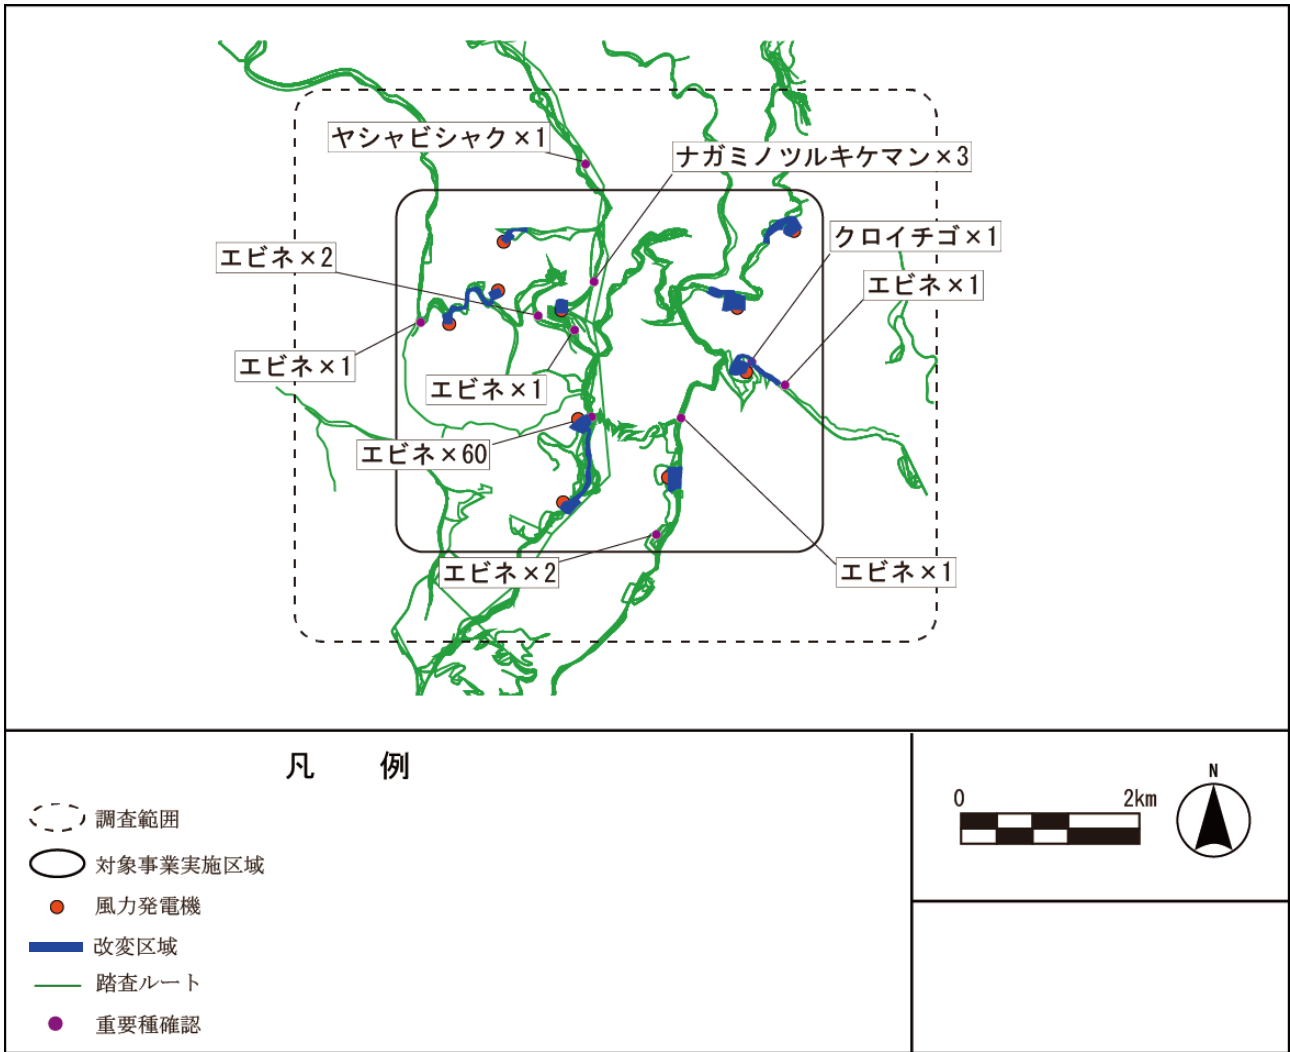 ヤシャビシャク×1
ナガミノツルキケマン×3
クロイチゴ×1
エビネ×2
エビネ×1
エビネ×1
エビネ×1
エビネ×60
エビネ×2
エビネ×1
凡 例
調査範囲
対象事業実施区域
風力発電機
改変区域
踏査ルート
重要種確認
0 2km
N